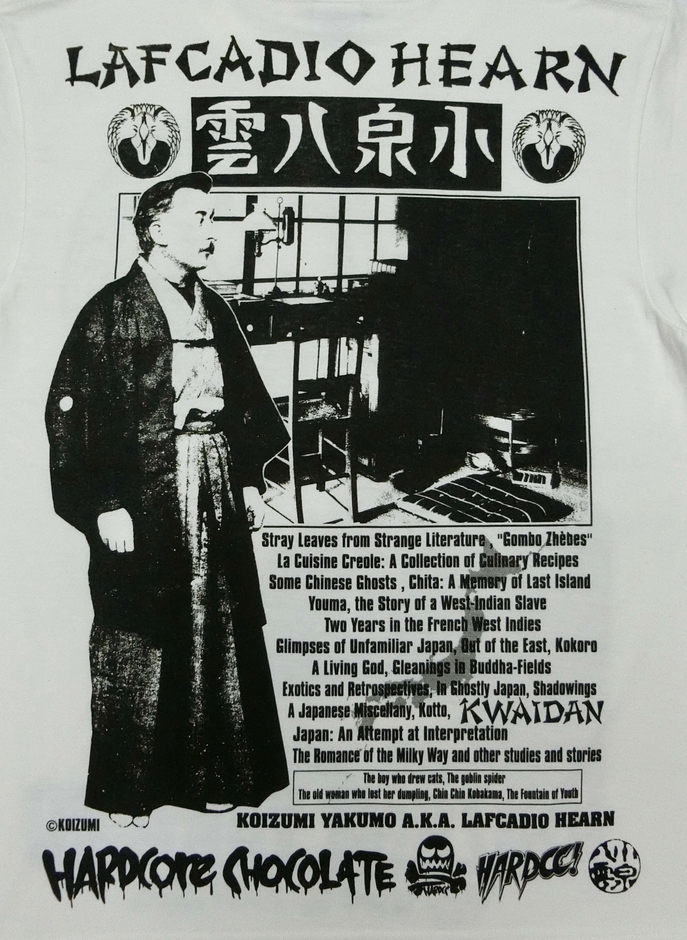 LAFCADIO HEARN
雲八泉小
Stray Leaves from Strange Literature , "Gombo Zhèbes"
La Cuisine Creole: A Collection of Culinary Recipes
Some Chinese Ghosts , Chita: A Memory of Last Island
Youma, the Story of a West-Indian Slave
Two Years in the French West Indies
Glimpses of Unfamiliar Japan, Out of the East, Kokoro
A Living God, Gleanings in Buddha-Fields
Exotics and Retrospectives, In Ghostly Japan, Shadowings
A Japanese Miscellany, Kotto, KWAIDAN
Japan: An Attempt at Interpretation
The Romance of the Milky Way and other studies and stories
The boy who drew cats, The goblin spider
The old woman who lost her dumpling, Chin Chin Kobakama, The Fountain of Youth
©KOIZUMI
KOIZUMI YAKUMO A.K.A. LAFCADIO HEARN
HARDCORE CHOCOLATE HARDCC!